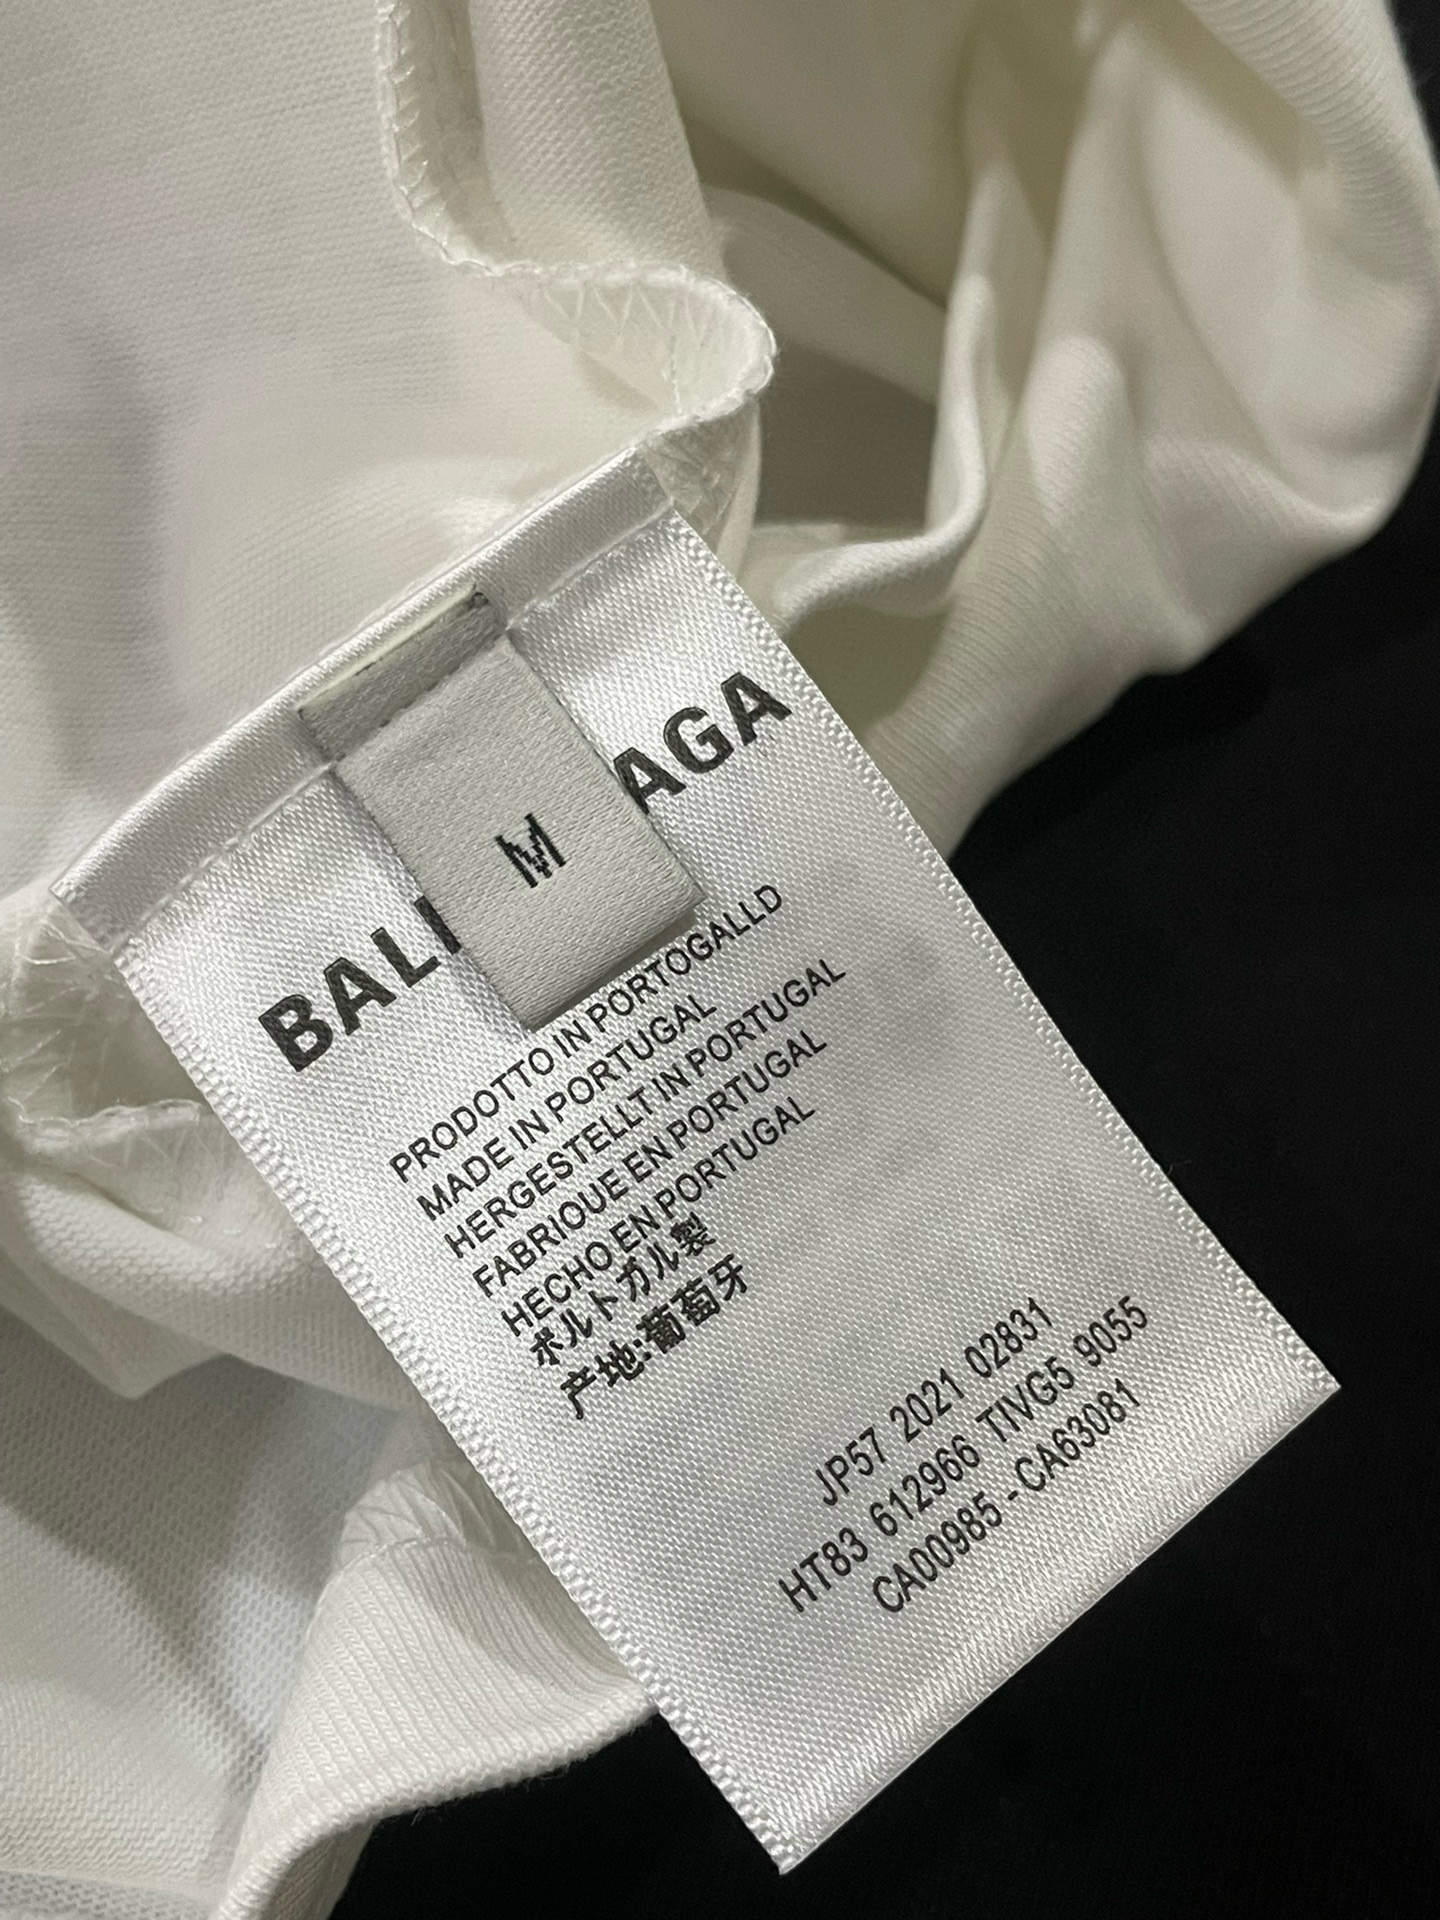 M
BAL AGA
PRODOTTO IN PORTOGALLD
MADE IN PORTUGAL
HERGESTELLT IN PORTUGAL
FABRIOUE EN PORTUGAL
HECHO EN PORTUGAL
ポルトガル製
产地:葡萄牙
JP57 2021 02831
HT83 612966 TIVG5 9055
CA00985 - CA63081